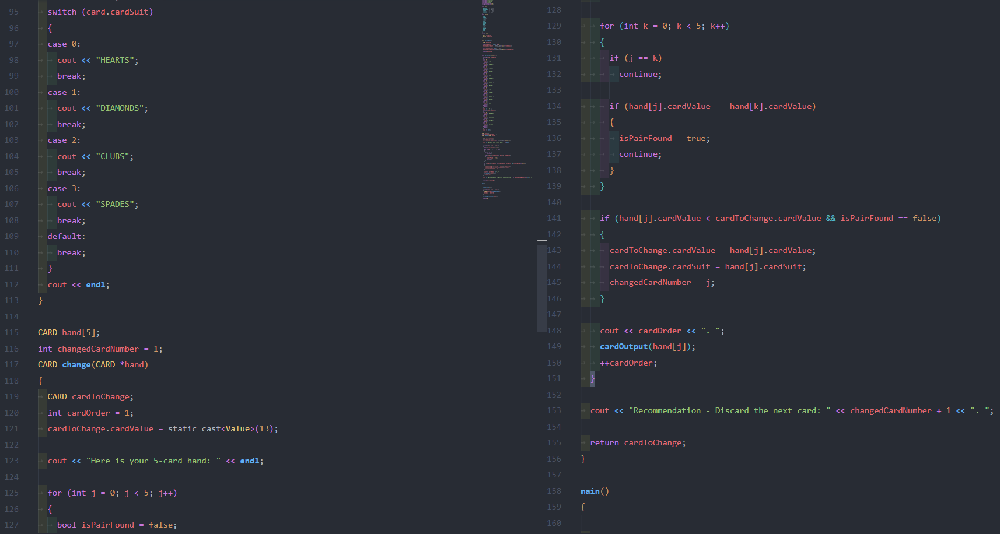 95 switch (card.cardSuit)
96 {
97 case 0:
98 cout << "HEARTS";
99 break;
100 case 1:
101 cout << "DIAMONDS";
102 break;
103 case 2:
104 cout << "CLUBS";
105 break;
106 case 3:
107 cout << "SPADES";
108 break;
109 default:
110 break;
111 }
112 cout << endl;
113 }
114
115 CARD hand[5];
116 int changedCardNumber = 1;
117 CARD change(CARD *hand)
118 {
119 CARD cardToChange;
120 int cardOrder = 1;
121 cardToChange.cardValue = static_cast<Value>(13);
122
123 cout << "Here is your 5-card hand: " << endl;
124
125 for (int j = 0; j < 5; j++)
126 {
127 bool isPairFound = false;
128
129 for (int k = 0; k < 5; k++)
130 {
131 if (j == k)
132 continue;
133
134 if (hand[j].cardValue == hand[k].cardValue)
135 {
136 isPairFound = true;
137 continue;
138 }
139 }
140
141 if (hand[j].cardValue < cardToChange.cardValue && isPairFound == false)
142 {
143 cardToChange.cardValue = hand[j].cardValue;
144 cardToChange.cardSuit = hand[j].cardSuit;
145 changedCardNumber = j;
146 }
147
148 cout << cardOrder << ". ";
149 cardOutput(hand[j]);
150 ++cardOrder;
151 }
152
153 cout << "Recommendation - Discard the next card: " << changedCardNumber + 1 << ". ";
154
155 return cardToChange;
156 }
157
158 main()
159 {
160